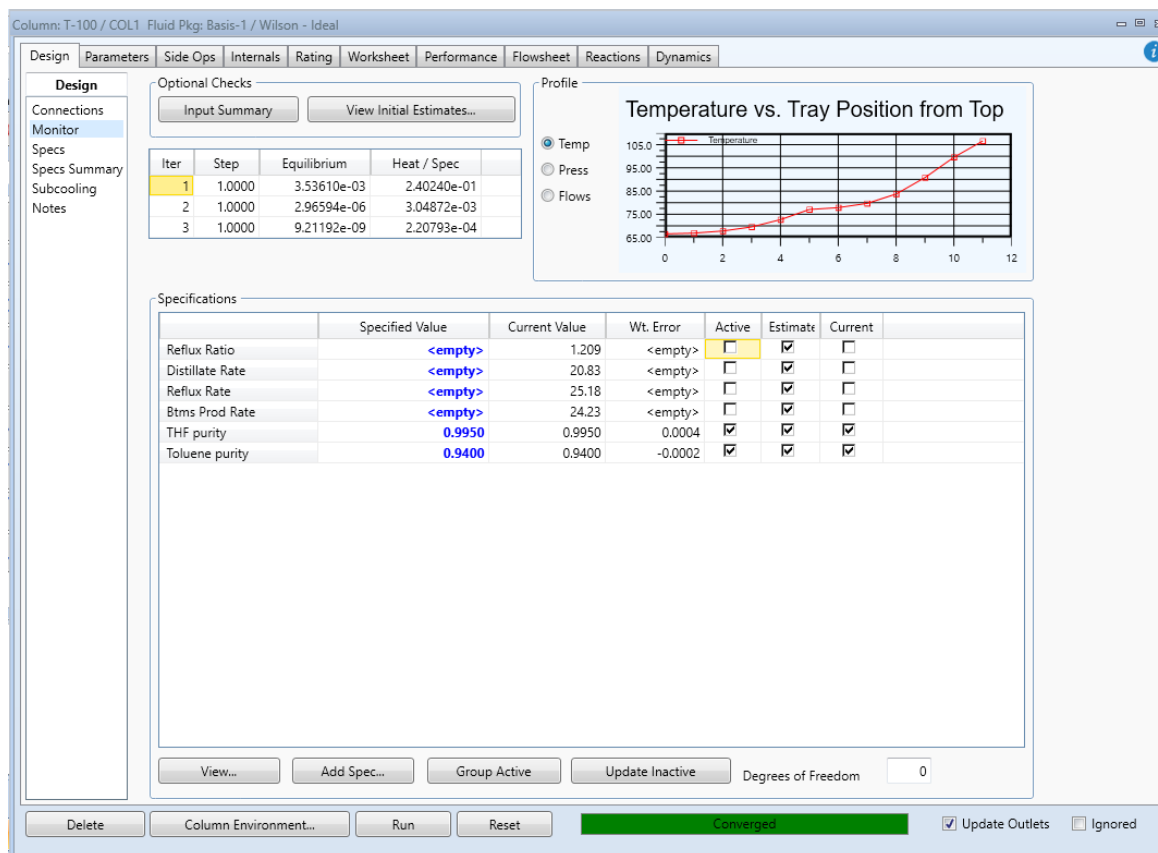 Column: T-100 / COL1 Fluid Pkg: Basis-1 / Wilson - Ideal
Design Parameters Side Ops Internals Rating Worksheet Performance Flowsheet Reactions Dynamics
Design
Connections
Monitor
Specs
Specs Summary
Subcooling
Notes
Optional Checks
Input Summary View Initial Estimates...
Iter Step Equilibrium Heat / Spec
1 1.0000 3.53610e-03 2.40240e-01
2 1.0000 2.96594e-06 3.04872e-03
3 1.0000 9.21192e-09 2.20793e-04
Profile
Temp
Press
Flows
Temperature vs. Tray Position from Top
Temperature
105.0
95.00
85.00
75.00
65.00
0 2 4 6 8 10 12
Specifications
Specified Value Current Value Wt. Error Active Estimate Current
Reflux Ratio <empty> 1.209 <empty>
Distillate Rate <empty> 20.83 <empty>
Reflux Rate <empty> 25.18 <empty>
Btms Prod Rate <empty> 24.23 <empty>
THF purity 0.9950 0.9950 0.0004
Toluene purity 0.9400 0.9400 -0.0002
View... Add Spec... Group Active Update Inactive Degrees of Freedom 0
Delete Column Environment... Run Reset Converged Update Outlets Ignored